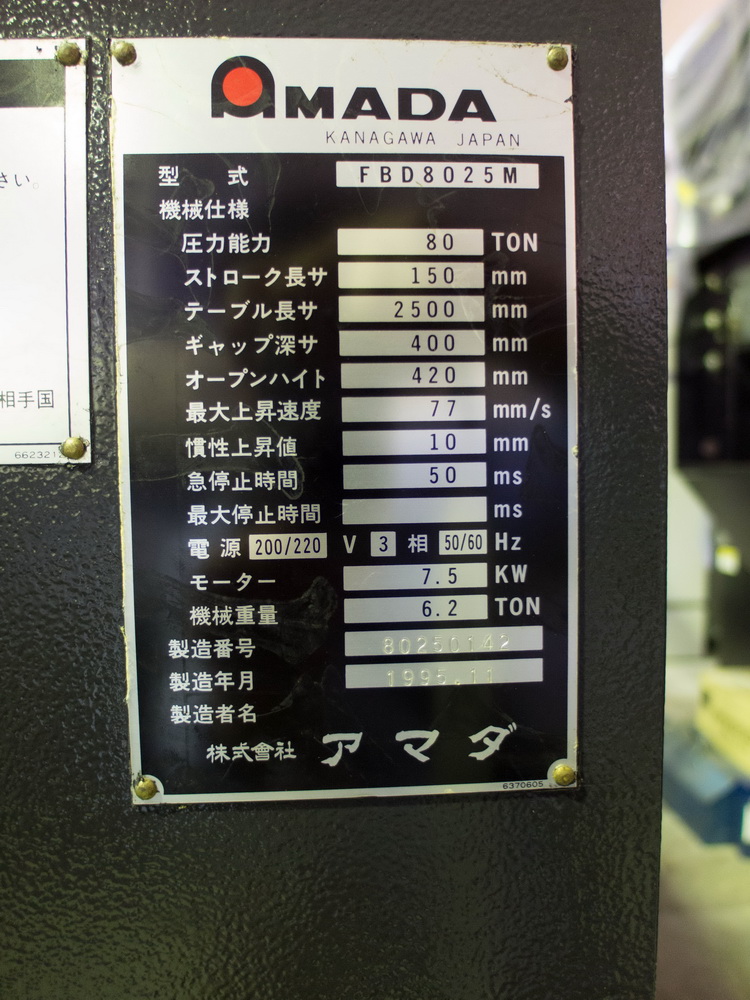 さい。
相手国
662321
AMADA
KANAGAWA JAPAN
型式 FBD8025M
機械仕様
圧力能力 80 TON
ストローク長サ 150 mm
テーブル長サ 2500 mm
ギャップ深サ 400 mm
オープンハイト 420 mm
最大上昇速度 77 mm/s
慣性上昇値 10 mm
急停止時間 50 ms
最大停止時間 ms
電源 200/220 V 3 相 50/60 Hz
モーター 7.5 KW
機械重量 6.2 TON
製造番号 80250142
製造年月 1995.11
製造者名
株式會社 アマダ
6370605